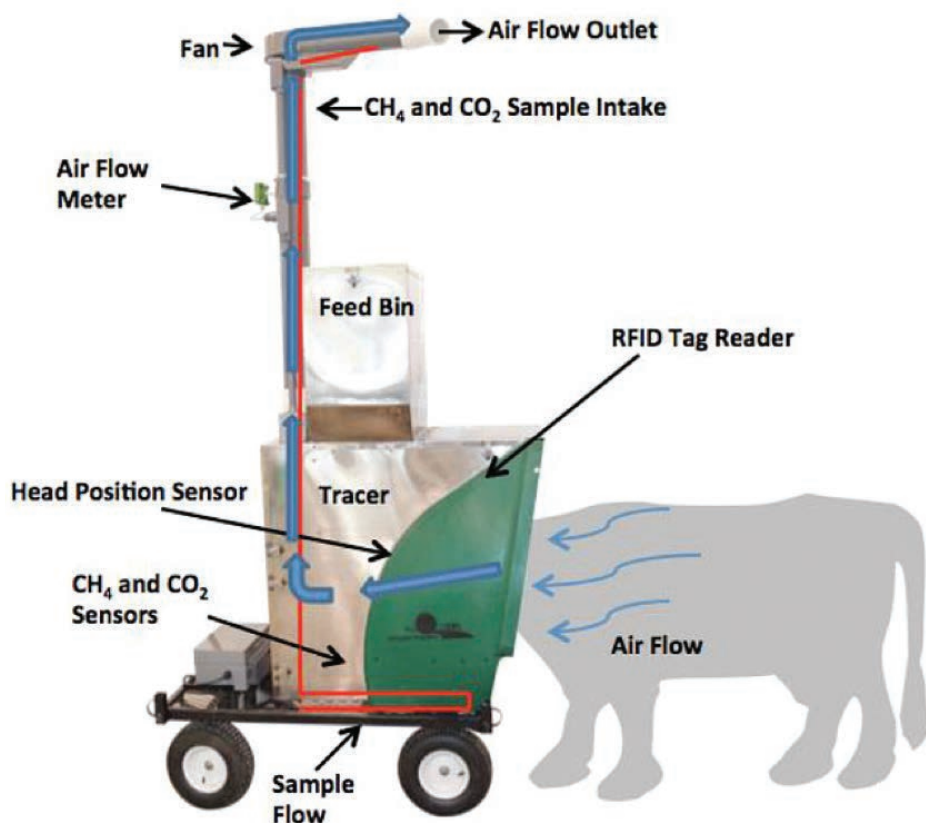 Fan
Air Flow Outlet
CH₄ and CO₂ Sample Intake
Air Flow
Meter
Feed Bin
RFID Tag Reader
Head Position Sensor
Tracer
CH₄ and CO₂
Sensors
Air Flow
Sample
Flow